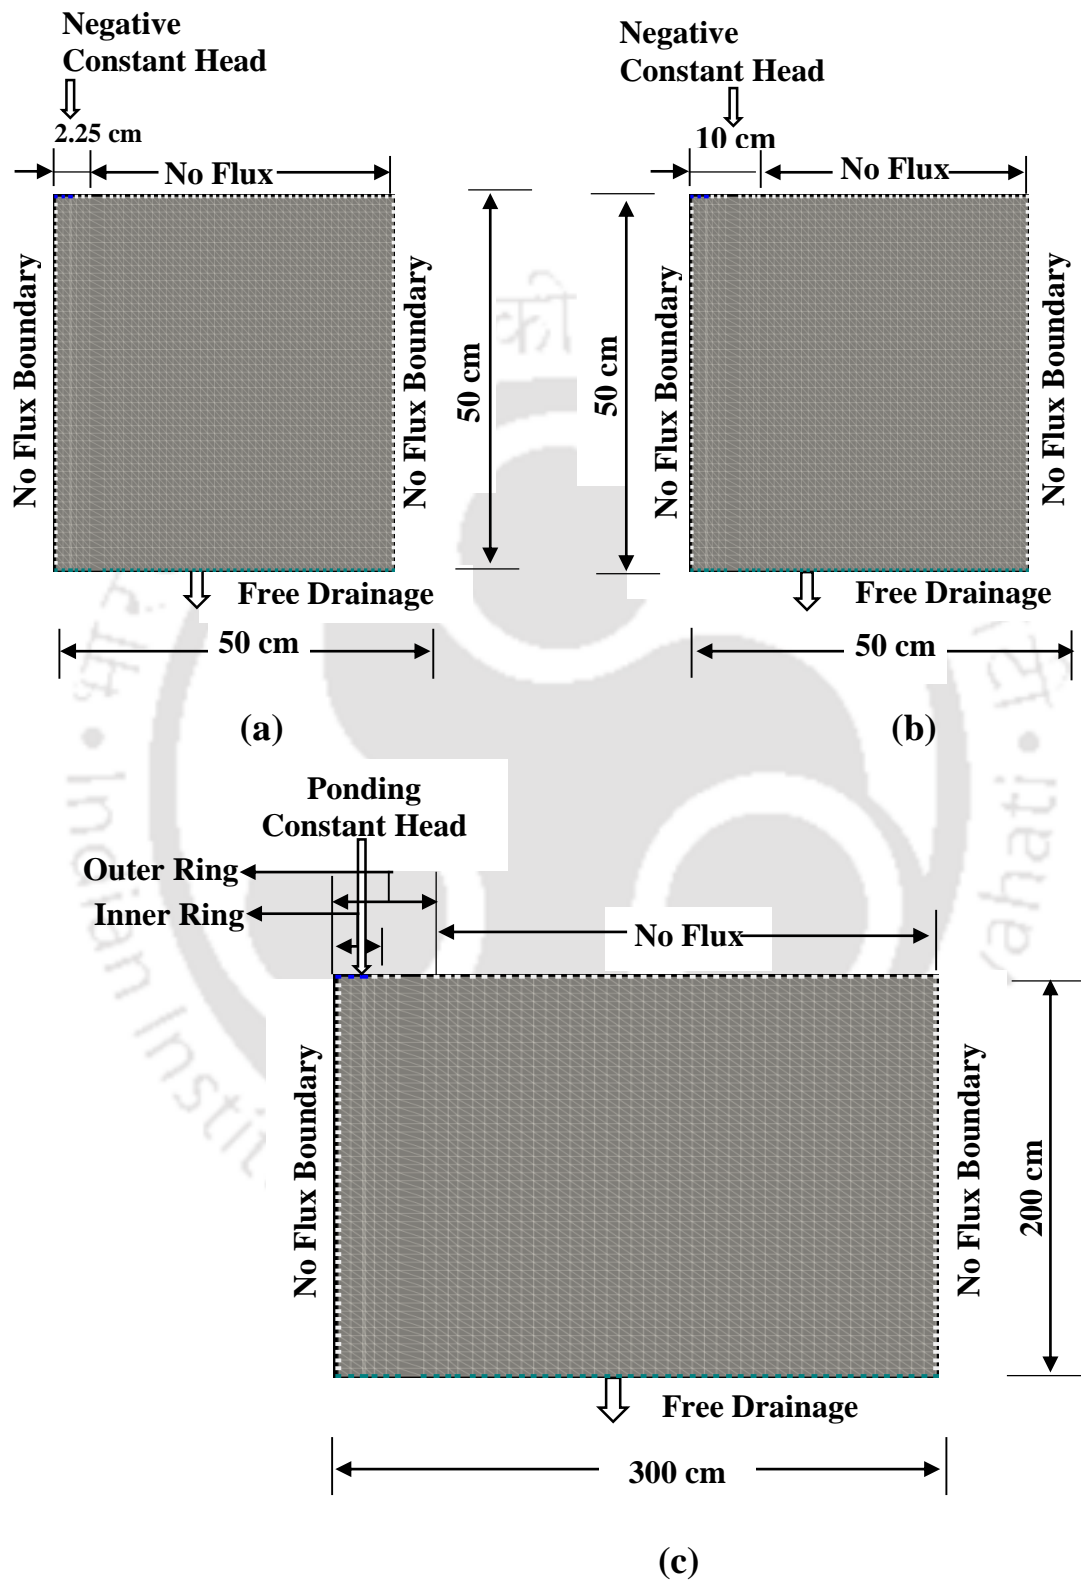 Negative
Constant Head
2.25 cm
No Flux
No Flux Boundary
No Flux Boundary
50 cm
Free Drainage
50 cm
(a)
Negative
Constant Head
10 cm
No Flux
50 cm
No Flux Boundary
No Flux Boundary
Free Drainage
50 cm
(b)
Ponding
Constant Head
Outer Ring
Inner Ring
No Flux
No Flux Boundary
No Flux Boundary
200 cm
Free Drainage
300 cm
(c)
की
Indian Instit
ahati